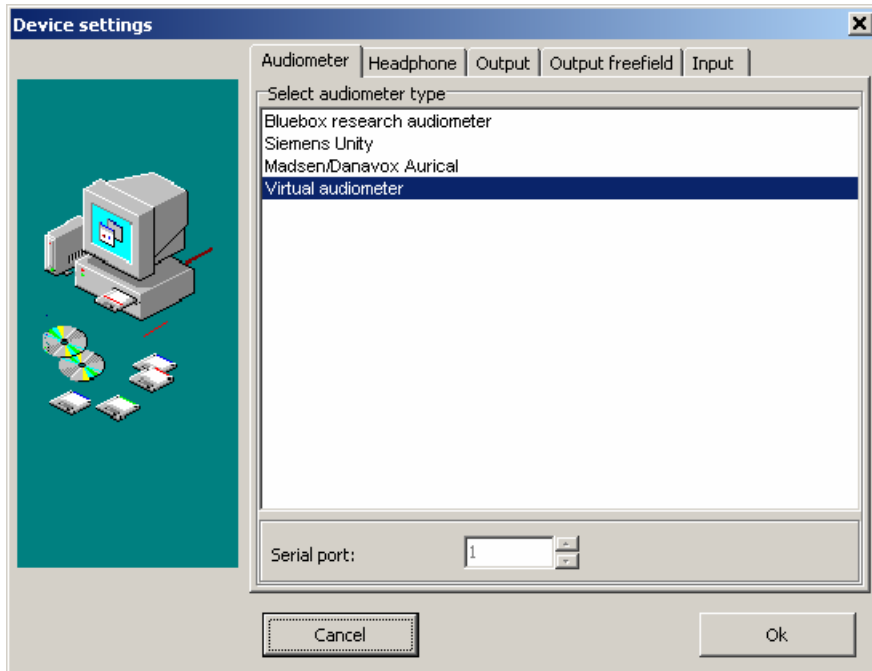 Device settings
Audiometer Headphone Output Output freefield Input
Select audiometer type
Bluebox research audiometer
Siemens Unity
Madsen/Danavox Aurical
Virtual audiometer
Serial port: 1
Cancel Ok